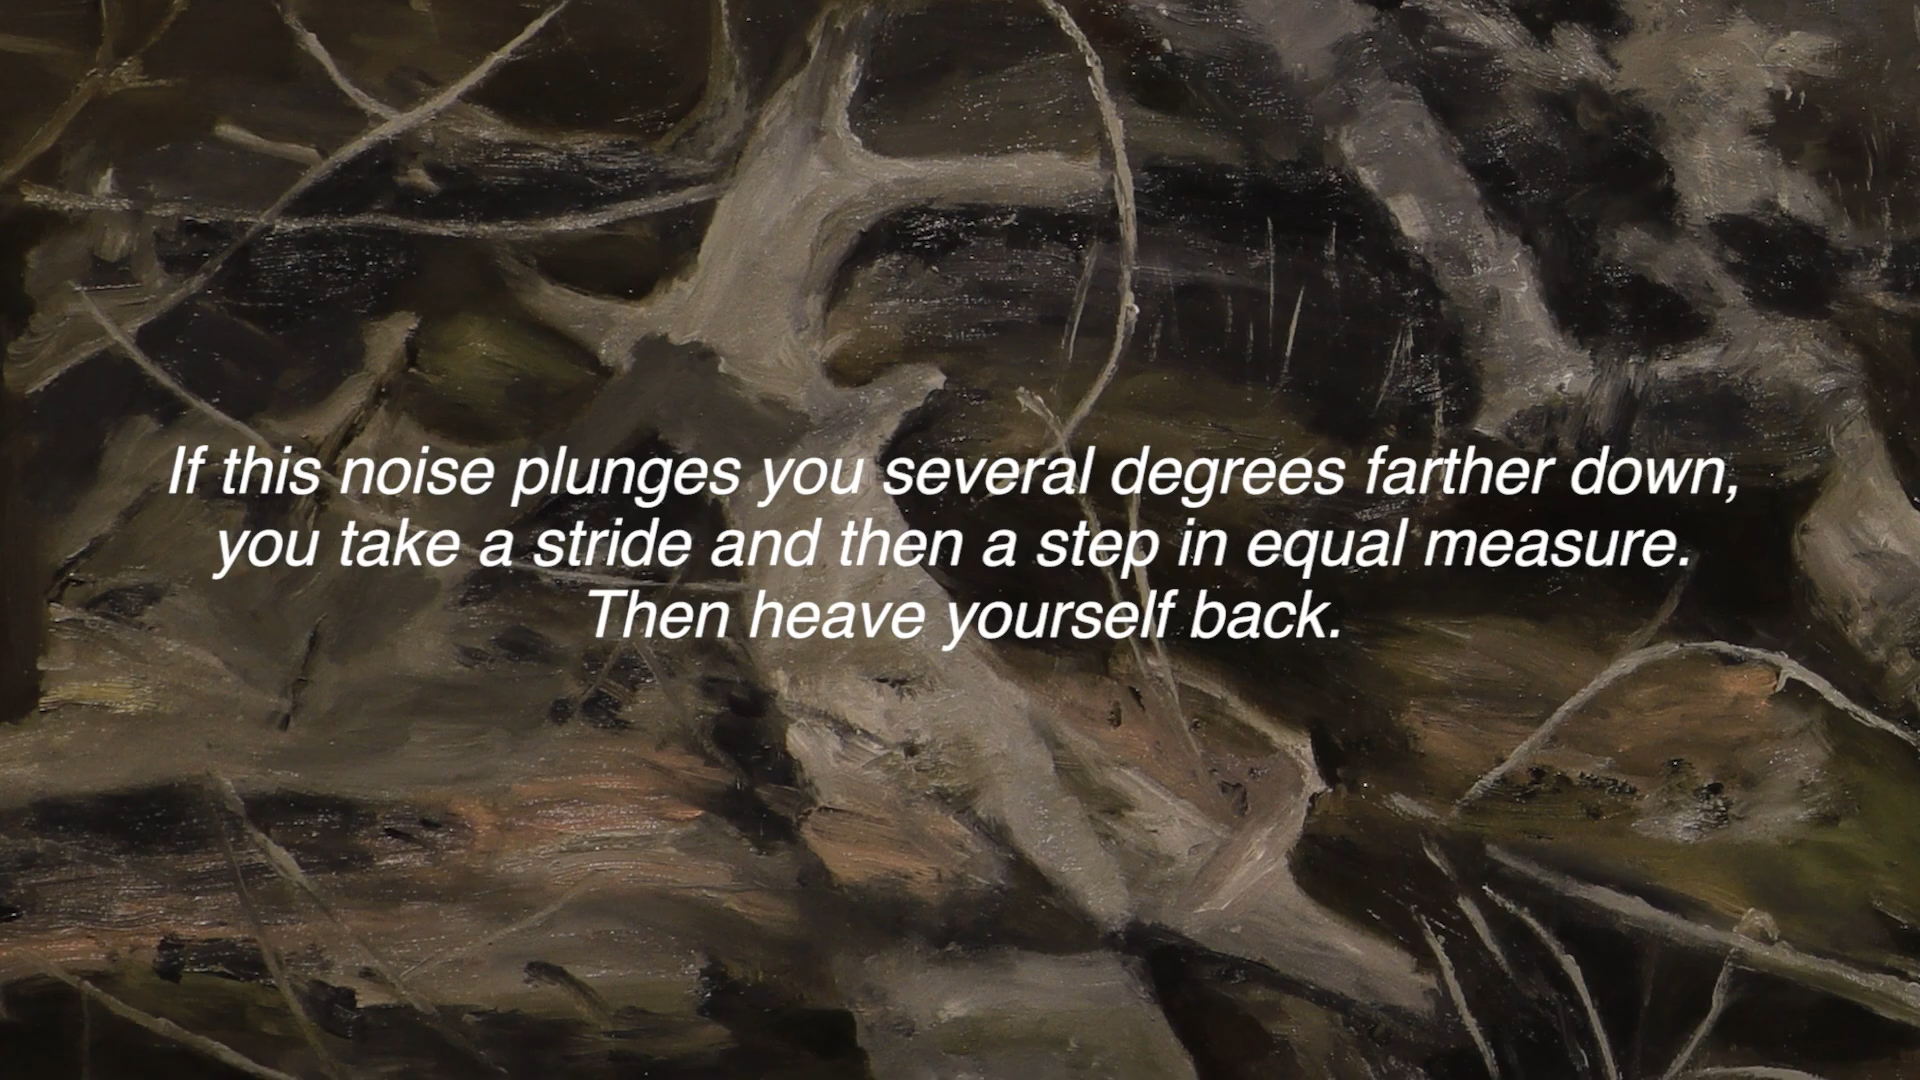 If this noise plunges you several degrees farther down,
you take a stride and then a step in equal measure.
Then heave yourself back.